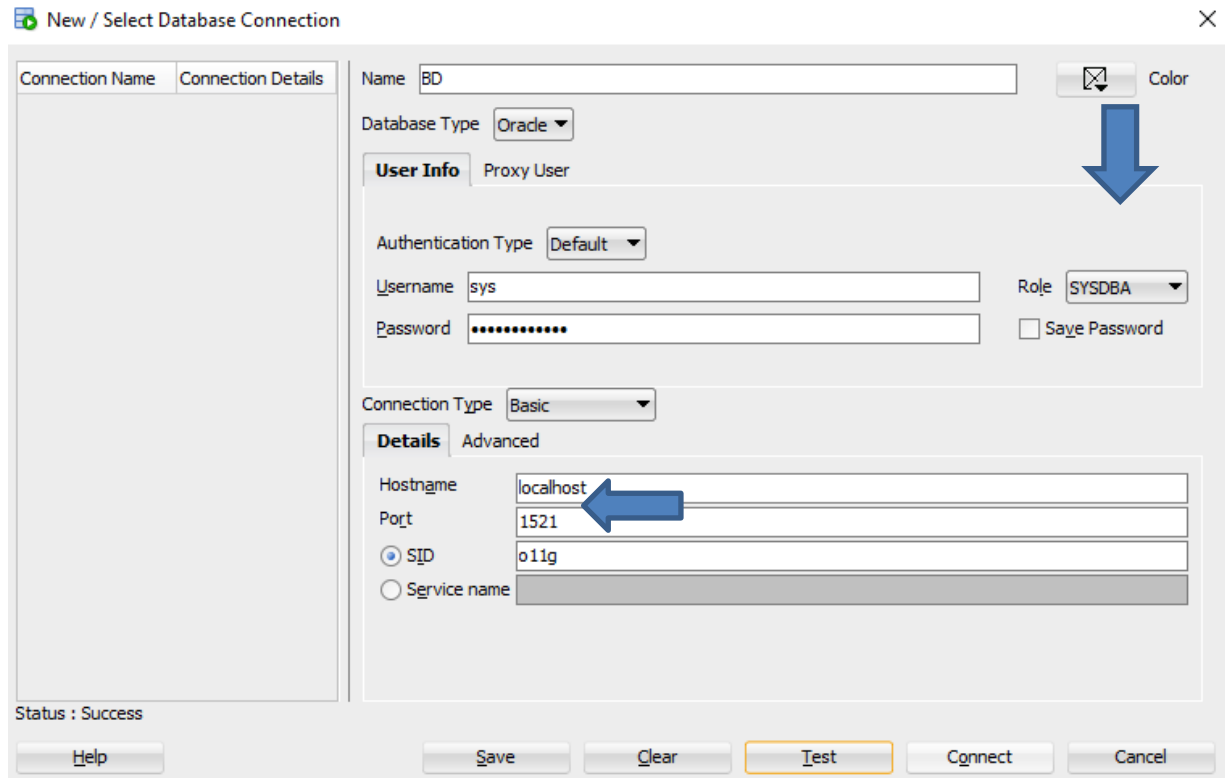 New / Select Database Connection
Connection Name Connection Details
Name BD Color
Database Type Oracle
User Info Proxy User
Authentication Type Default
Username sys Role SYSDBA
Password •••••••••••• Save Password
Connection Type Basic
Details Advanced
Hostname localhost
Port 1521
SID o11g
Service name
Status : Success
Help Save Clear Test Connect Cancel